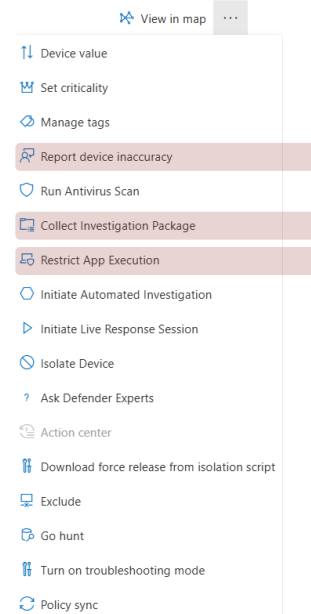 View in map ...
Device value
Set criticality
Manage tags
Report device inaccuracy
Run Antivirus Scan
Collect Investigation Package
Restrict App Execution
Initiate Automated Investigation
Initiate Live Response Session
Isolate Device
? Ask Defender Experts
Action center
Download force release from isolation script
Exclude
Go hunt
Turn on troubleshooting mode
Policy sync